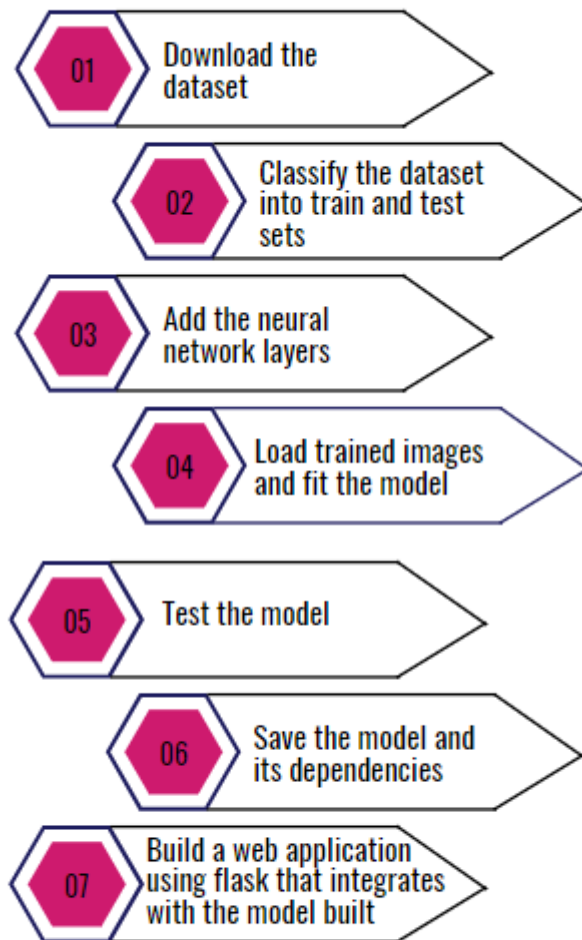 01
Download the
dataset
02
Classify the dataset
into train and test
sets
03
Add the neural
network layers
04
Load trained images
and fit the model
05
Test the model
06
Save the model and
its dependencies
07
Build a web application
using flask that integrates
with the model built